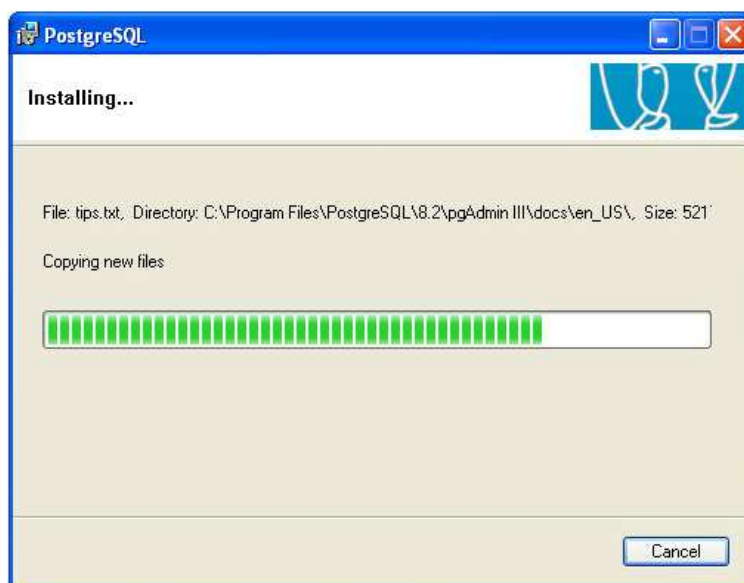 PostgreSQL
Installing...
File: tips.txt, Directory: C:\Program Files\PostgreSQL\8.2\pgAdmin III\docs\en_US\, Size: 521
Copying new files
Cancel